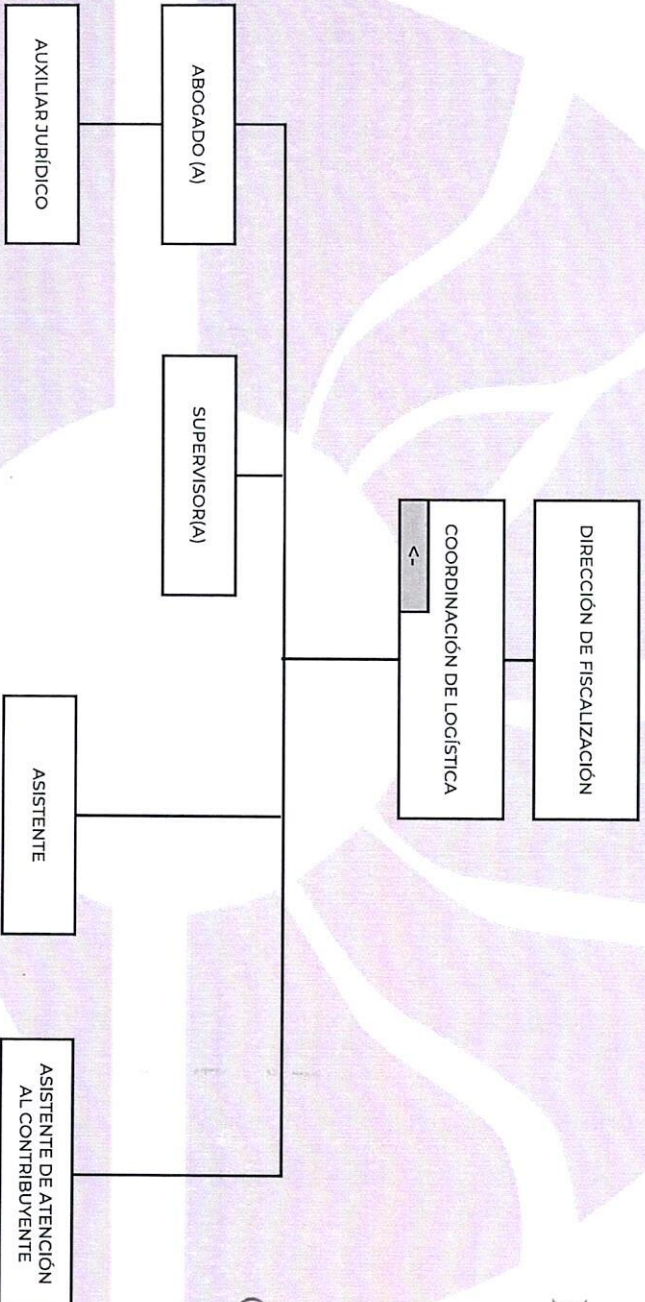 DIRECCIÓN DE FISCALIZACIÓN
COORDINACIÓN DE LOGÍSTICA
<-
ABOGADO (A)
SUPERVISOR(A)
AUXILIAR JURÍDICO
ASISTENTE
ASISTENTE DE ATENCIÓN
AL CONTRIBUYENTE